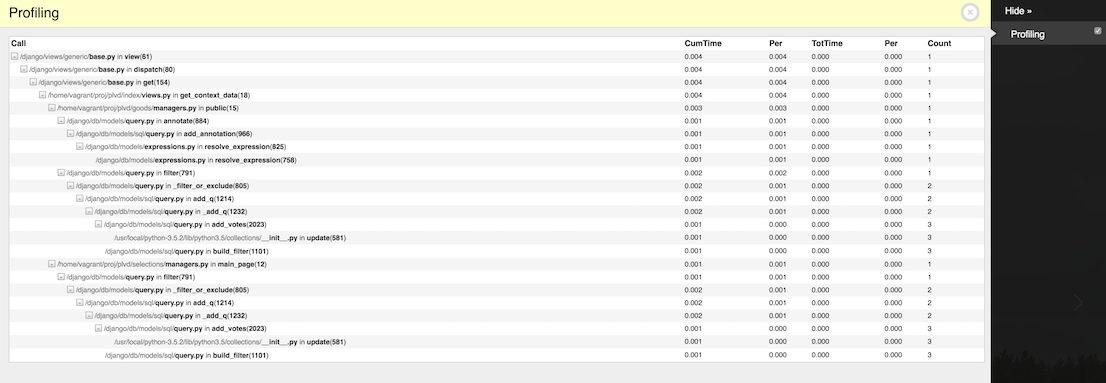 Profiling
Hide »
Profiling
Call CumTime Per TotTime Per Count
/django/views/generic/base.py in view(61) 0.004 0.004 0.000 0.000 1
/django/views/generic/base.py in dispatch(80) 0.004 0.004 0.000 0.000 1
/django/views/generic/base.py in get(154) 0.004 0.004 0.000 0.000 1
/home/vagrant/proj/plvd/index/views.py in get_context_data(18) 0.004 0.004 0.000 0.000 1
/home/vagrant/proj/plvd/goods/managers.py in public(15) 0.003 0.003 0.000 0.000 1
/django/db/models/query.py in annotate(884) 0.001 0.001 0.000 0.000 1
/django/db/models/sql/query.py in add_annotation(966) 0.001 0.001 0.000 0.000 1
/django/db/models/expressions.py in resolve_expression(825) 0.001 0.001 0.000 0.000 1
/django/db/models/expressions.py in resolve_expression(758) 0.001 0.001 0.000 0.000 1
/django/db/models/query.py in filter(791) 0.002 0.002 0.000 0.000 1
/django/db/models/query.py in _filter_or_exclude(805) 0.002 0.001 0.000 0.000 2
/django/db/models/sql/query.py in add_q(1214) 0.002 0.001 0.000 0.000 2
/django/db/models/sql/query.py in _add_q(1232) 0.002 0.001 0.000 0.000 2
/django/db/models/sql/query.py in add_votes(2023) 0.001 0.000 0.000 0.000 3
/usr/local/python-3.5.2/lib/python3.5/collections/__init__.py in update(581) 0.001 0.000 0.000 0.000 3
/django/db/models/sql/query.py in build_filter(1101) 0.001 0.000 0.000 0.000 3
/home/vagrant/proj/plvd/selections/managers.py in main_page(12) 0.001 0.001 0.000 0.000 1
/django/db/models/query.py in filter(791) 0.001 0.001 0.000 0.000 1
/django/db/models/query.py in _filter_or_exclude(805) 0.002 0.001 0.000 0.000 2
/django/db/models/sql/query.py in add_q(1214) 0.002 0.001 0.000 0.000 2
/django/db/models/sql/query.py in _add_q(1232) 0.002 0.001 0.000 0.000 2
/django/db/models/sql/query.py in add_votes(2023) 0.001 0.000 0.000 0.000 3
/usr/local/python-3.5.2/lib/python3.5/collections/__init__.py in update(581) 0.001 0.000 0.000 0.000 3
/django/db/models/sql/query.py in build_filter(1101) 0.001 0.000 0.000 0.000 3